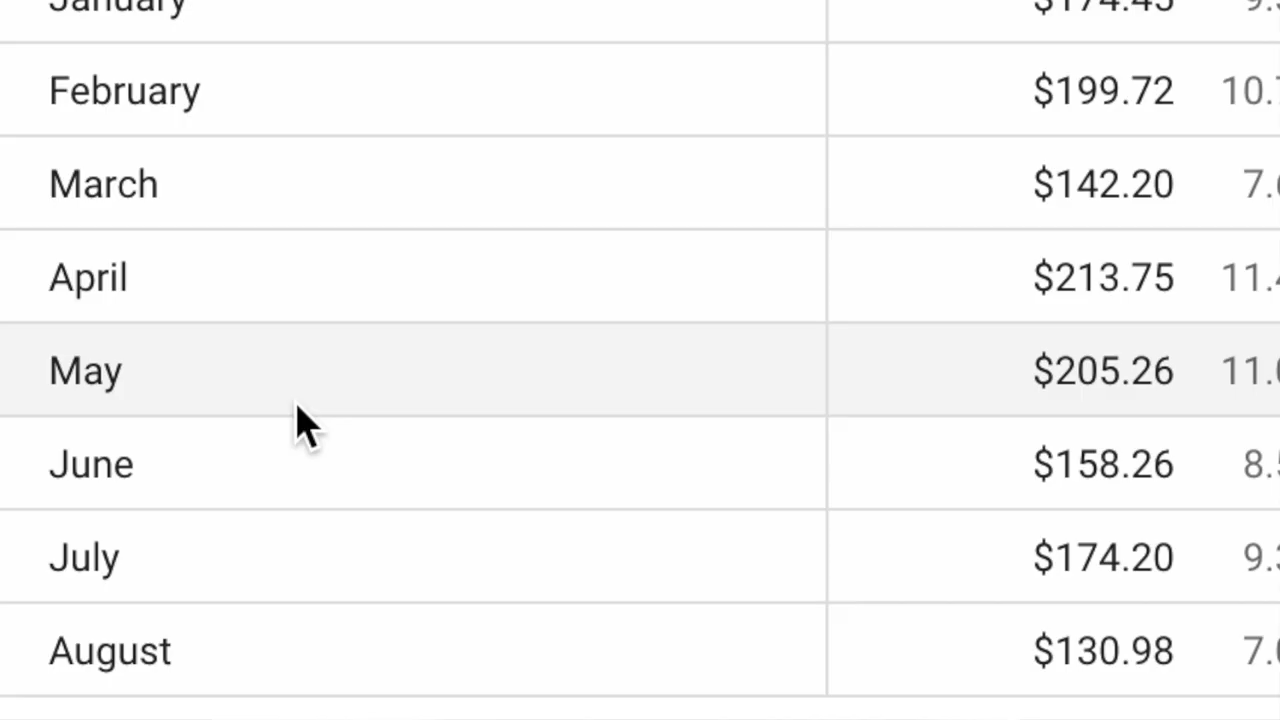 January $174.45
February $199.72 10.
March $142.20 7.
April $213.75 11.
May $205.26 11.
June $158.26 8.
July $174.20 9.
August $130.98 7.